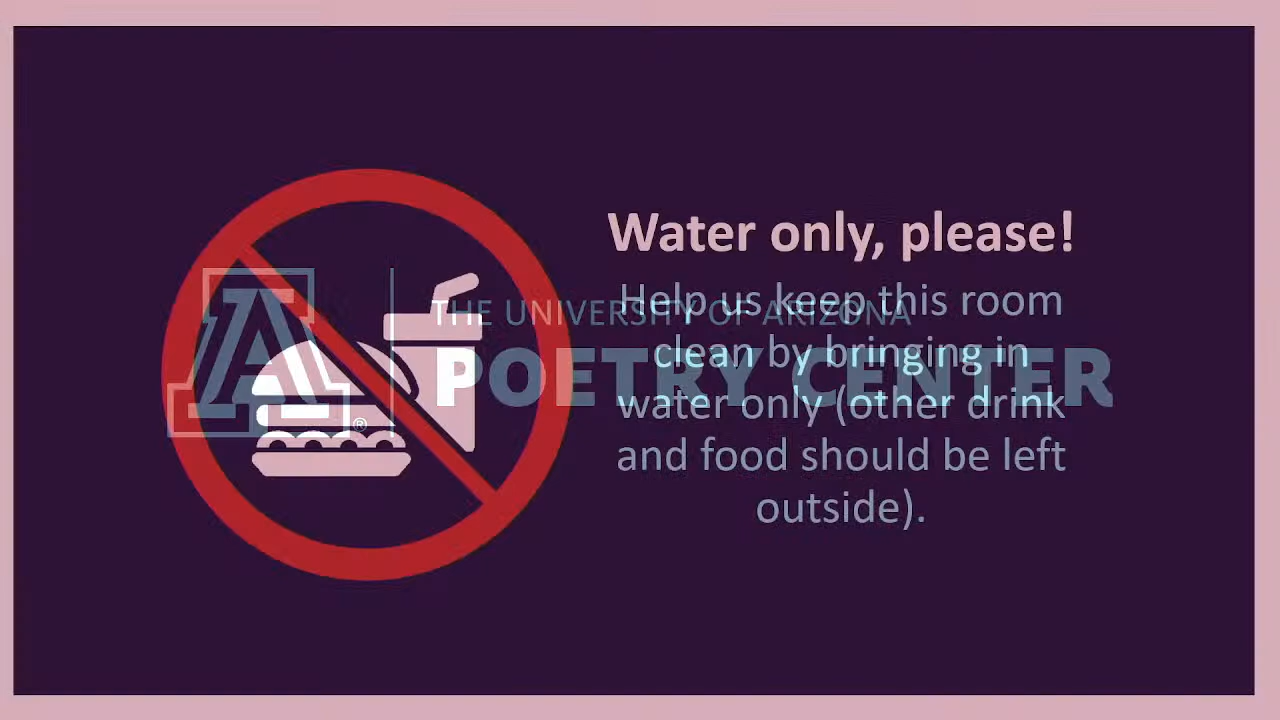 Water only, please!
Help us keep this room
clean by bringing in
water only (other drink
and food should be left
outside).
A
THE UNIVERSITY OF ARIZONA
POETRY CENTER
®